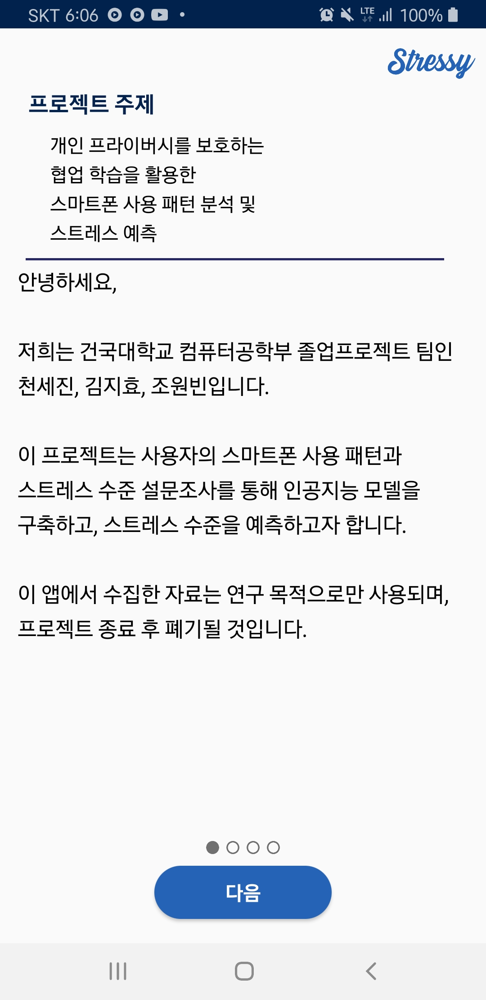 SKT 6:06
LTE
100%
Stressy
프로젝트 주제
개인 프라이버시를 보호하는
협업 학습을 활용한
스마트폰 사용 패턴 분석 및
스트레스 예측
안녕하세요,
저희는 건국대학교 컴퓨터공학부 졸업프로젝트 팀인
천세진, 김지효, 조원빈입니다.
이 프로젝트는 사용자의 스마트폰 사용 패턴과
스트레스 수준 설문조사를 통해 인공지능 모델을
구축하고, 스트레스 수준을 예측하고자 합니다.
이 앱에서 수집한 자료는 연구 목적으로만 사용되며,
프로젝트 종료 후 폐기될 것입니다.
다음